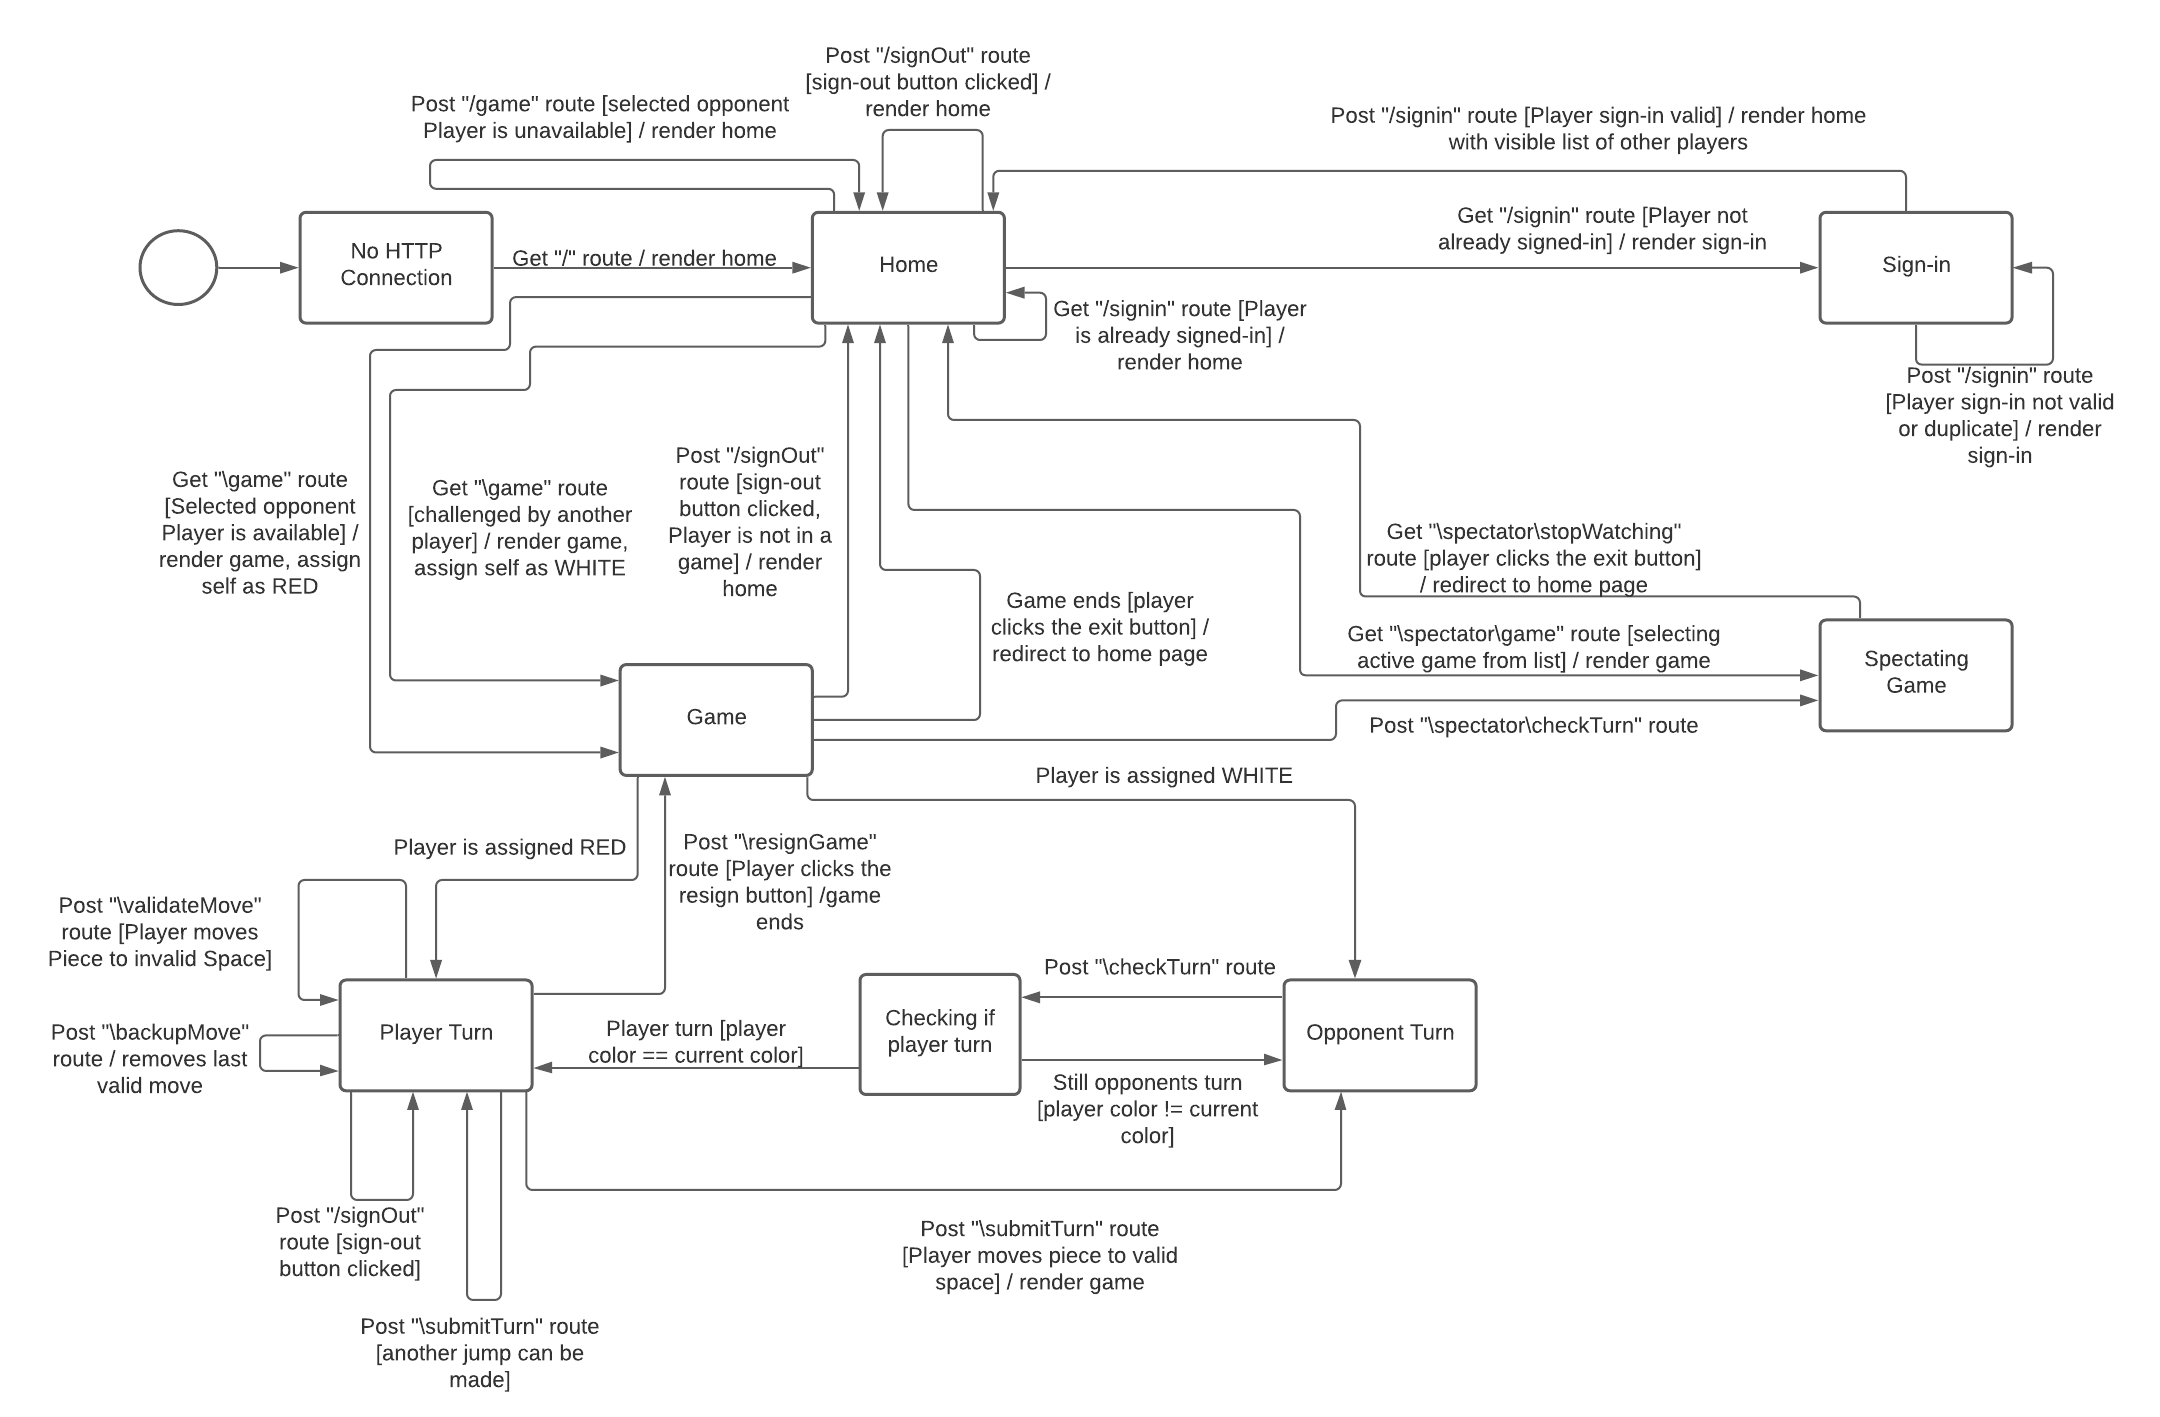 Post "/signOut" route
[sign-out button clicked] /
render home
Post "/game" route [selected opponent
Player is unavailable] / render home
Post "/signin" route [Player sign-in valid] / render home
with visible list of other players
No HTTP
Connection
Get "/" route / render home
Home
Get "/signin" route [Player not
already signed-in] / render sign-in
Sign-in
Get "/signin" route [Player
is already signed-in] /
render home
Post "/signin" route
[Player sign-in not valid
or duplicate] / render
sign-in
Get "\game" route
[Selected opponent
Player is available] /
render game, assign
self as RED
Get "\game" route
[challenged by another
player] / render game,
assign self as WHITE
Post "/signOut"
route [sign-out
button clicked,
Player is not in a
game] / render
home
Game ends [player
clicks the exit button] /
redirect to home page
Get "\spectator\stopWatching"
route [player clicks the exit button]
/ redirect to home page
Get "\spectator\game" route [selecting
active game from list] / render game
Spectating
Game
Post "\spectator\checkTurn" route
Game
Player is assigned WHITE
Player is assigned RED
Post "\resignGame"
route [Player clicks the
resign button] /game
ends
Post "\validateMove"
route [Player moves
Piece to invalid Space]
Post "\backupMove"
route / removes last
valid move
Player Turn
Player turn [player
color == current color]
Checking if
player turn
Post "\checkTurn" route
Still opponents turn
[player color != current
color]
Opponent Turn
Post "/signOut"
route [sign-out
button clicked]
Post "\submitTurn" route
[Player moves piece to valid
space] / render game
Post "\submitTurn" route
[another jump can be
made]